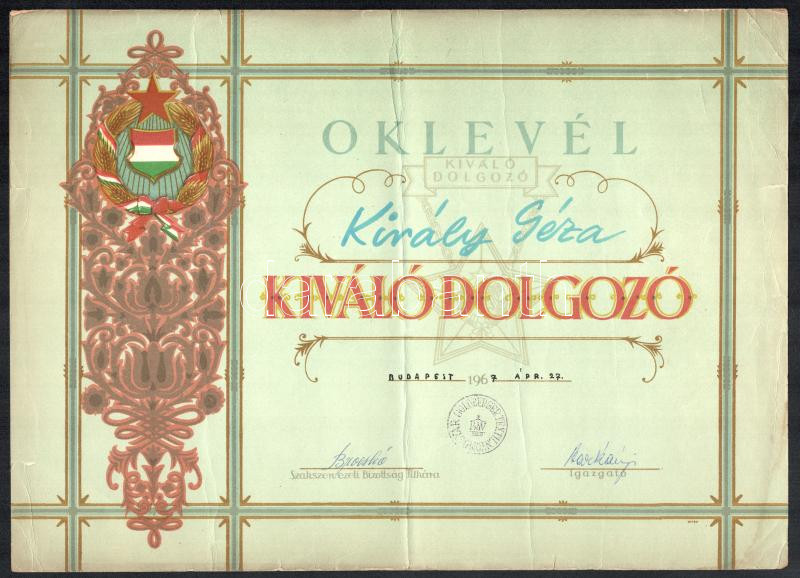 OKLEVÉL
KIVÁLÓ
DOLGOZÓ
Király Géza
KIVÁLÓ DOLGOZÓ
BUDAPEST 1967 ÁPR. 27.
Szakszervezeti Bizottság Titkára
Igazgató